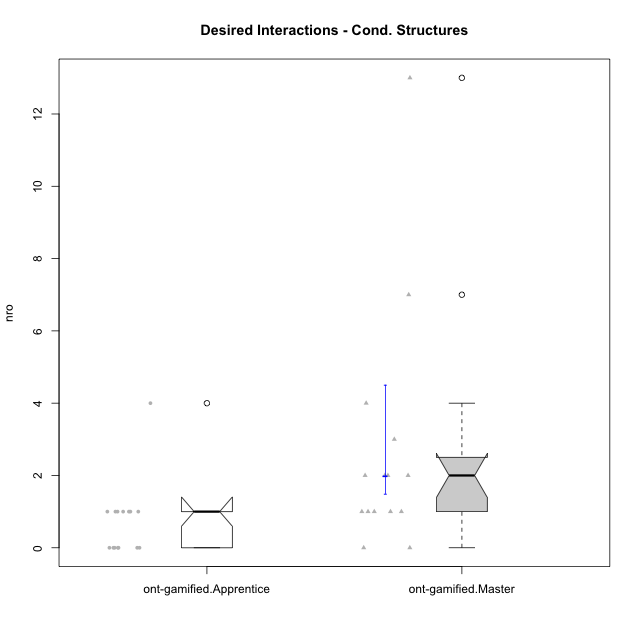 Desired Interactions - Cond. Structures
12
10
8
6
4
2
0
nro
ont-gamified.Apprentice
ont-gamified.Master